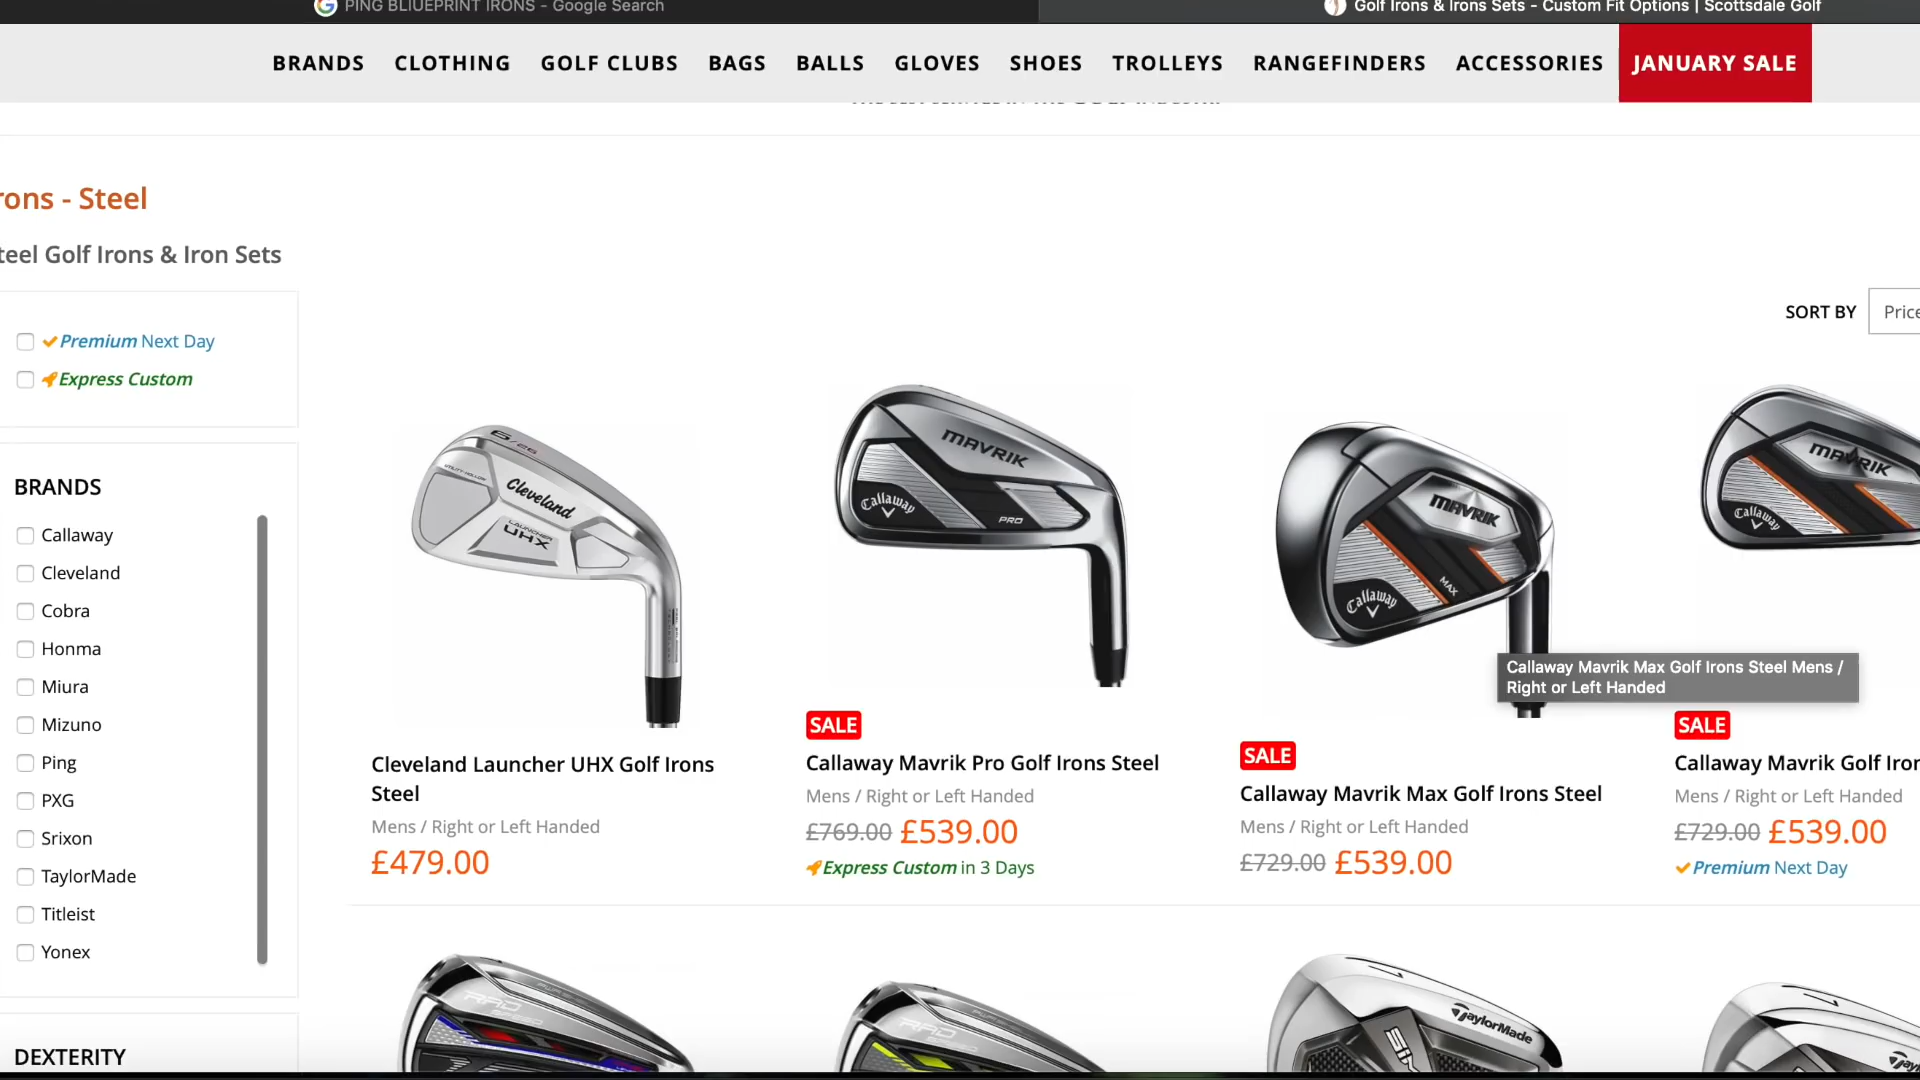 PING BLIUEPRINT IRONS - Google Search
Golf Irons & Irons Sets - Custom Fit Options | Scottsdale Golf
BRANDS CLOTHING GOLF CLUBS BAGS BALLS GLOVES SHOES TROLLEYS RANGEFINDERS ACCESSORIES JANUARY SALE
rons - Steel
teel Golf Irons & Iron Sets
SORT BY
Price
Premium Next Day
Express Custom
BRANDS
Callaway
Cleveland
Cobra
Honma
Miura
Mizuno
Ping
PXG
Srixon
TaylorMade
Titleist
Yonex
DEXTERITY
Cleveland
LAUNCHER
UHX
Cleveland Launcher UHX Golf Irons
Steel
Mens / Right or Left Handed
£479.00
MAVRIK
Callaway
PRO
SALE
Callaway Mavrik Pro Golf Irons Steel
Mens / Right or Left Handed
£769.00 £539.00
Express Custom in 3 Days
MAVRIK
Callaway
MAX
Callaway Mavrik Max Golf Irons Steel Mens /
Right or Left Handed
SALE
Callaway Mavrik Max Golf Irons Steel
Mens / Right or Left Handed
£729.00 £539.00
MAVRIK
Callaway
SALE
Callaway Mavrik Golf Iror
Mens / Right or Left Handed
£729.00 £539.00
Premium Next Day
RAD
SPEED
RAD
SPEED
TaylorMade
SiM